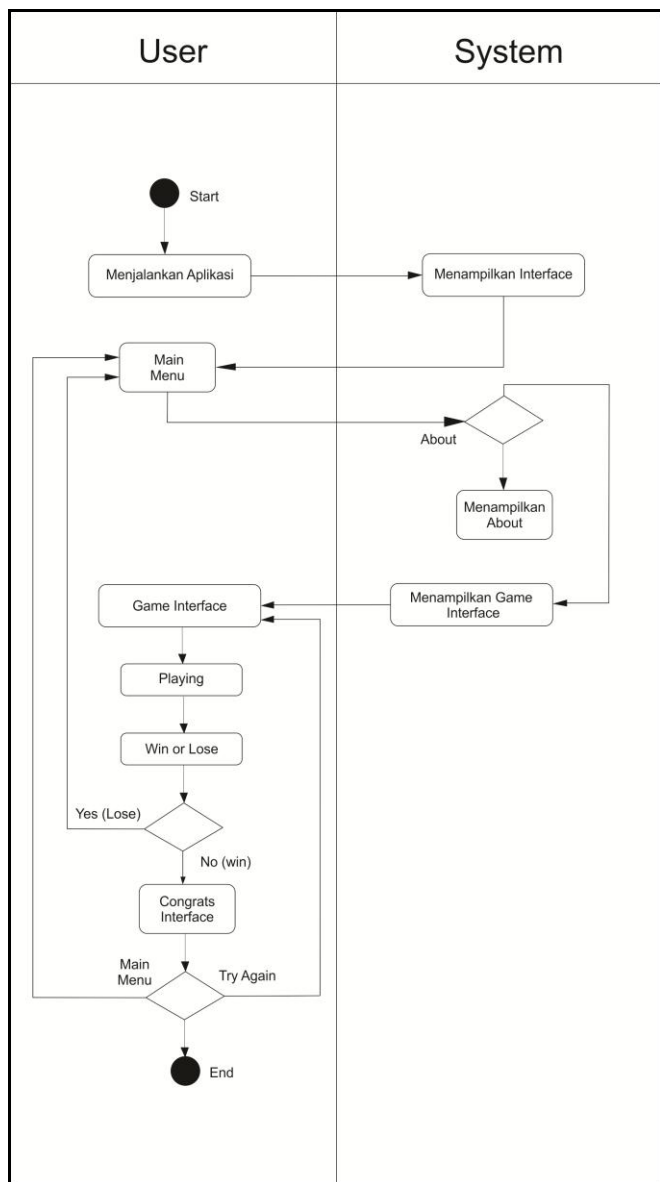 User
System
Start
Menjalankan Aplikasi
Menampilkan Interface
Main
Menu
About
Menampilkan
About
Menampilkan Game
Interface
Game Interface
Playing
Win or Lose
Yes (Lose)
No (win)
Congrats
Interface
Main
Menu
Try Again
End